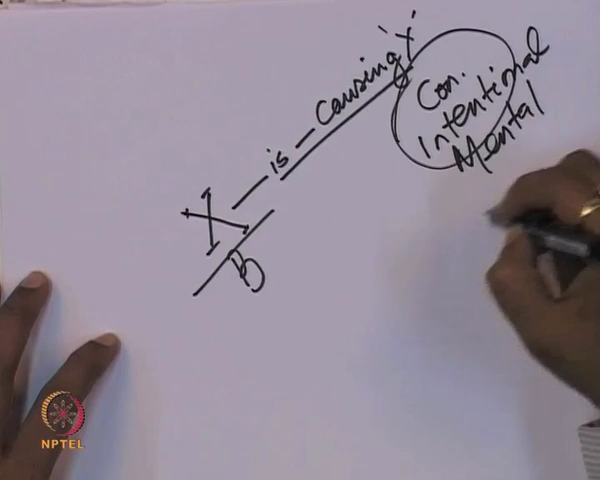 X — is — causing 'Y'
B
Con.
Intentional
Mental
NPTEL